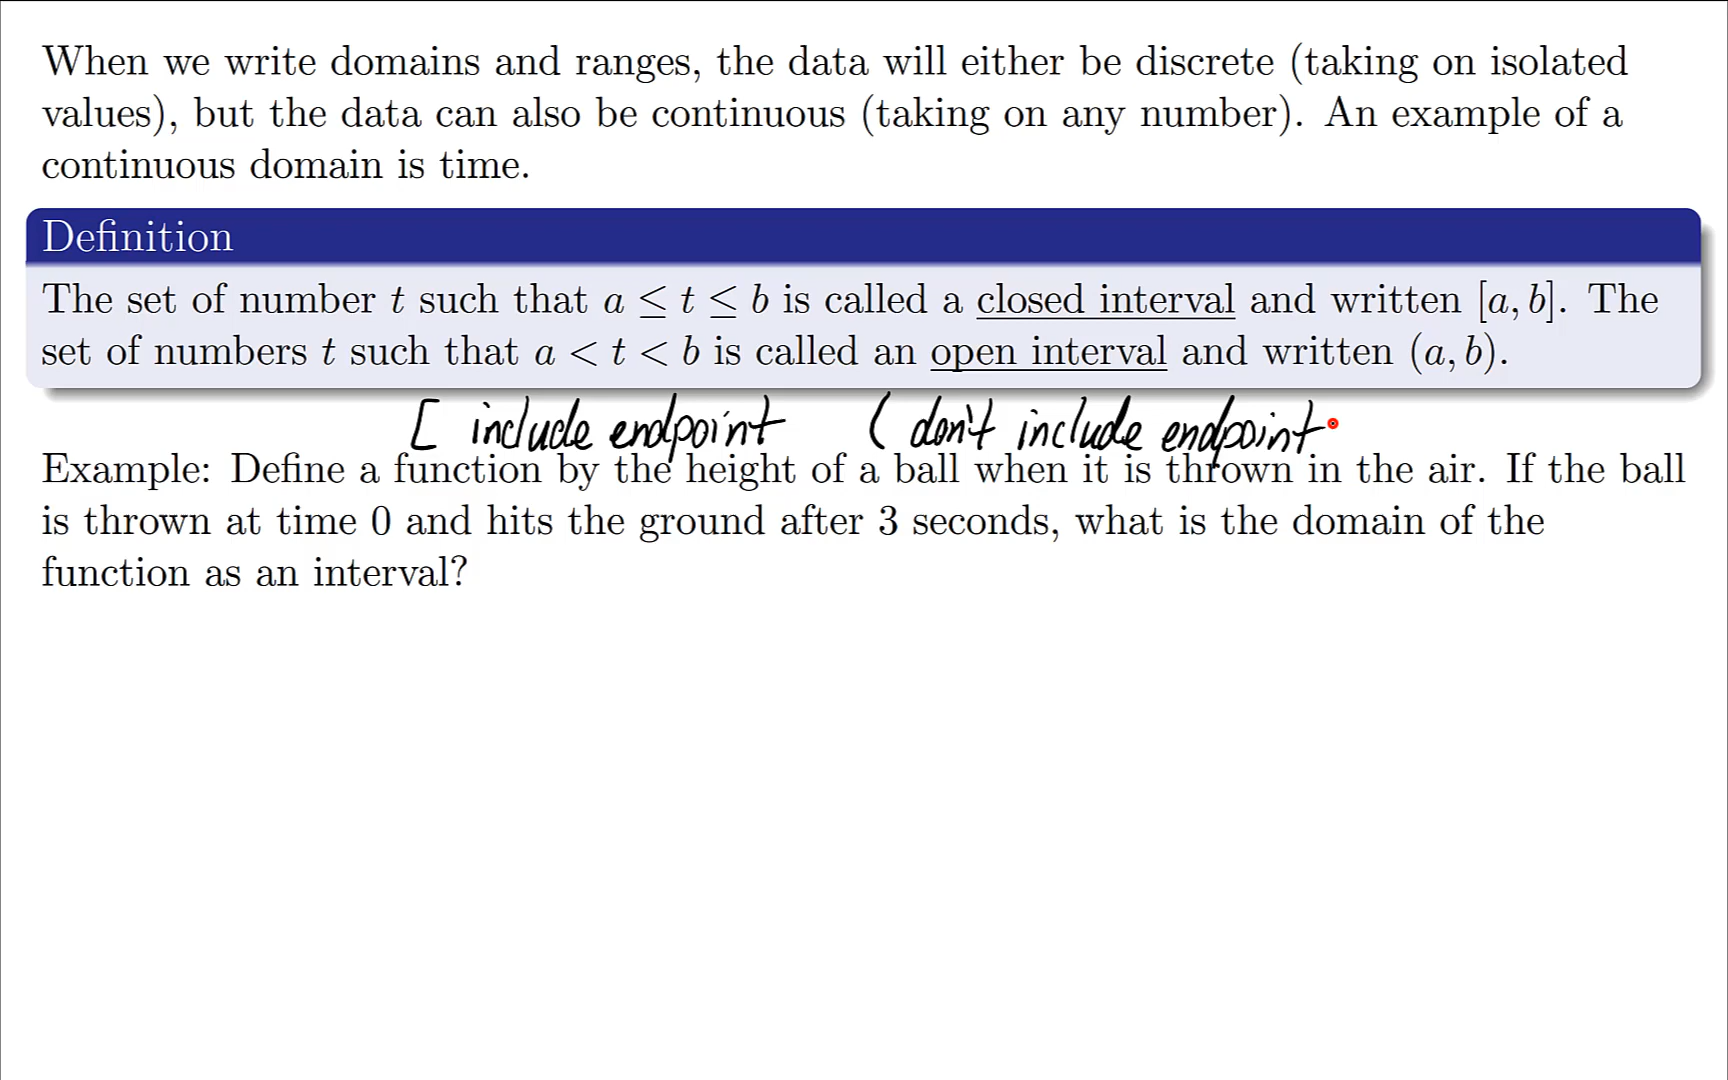 When we write domains and ranges, the data will either be discrete (taking on isolated
values), but the data can also be continuous (taking on any number). An example of a
continuous domain is time.
Definition
The set of number t such that a ≤ t ≤ b is called a closed interval and written [a, b]. The
set of numbers t such that a < t < b is called an open interval and written (a, b).
[ include endpoint ( don't include endpoint
Example: Define a function by the height of a ball when it is thrown in the air. If the ball
is thrown at time 0 and hits the ground after 3 seconds, what is the domain of the
function as an interval?